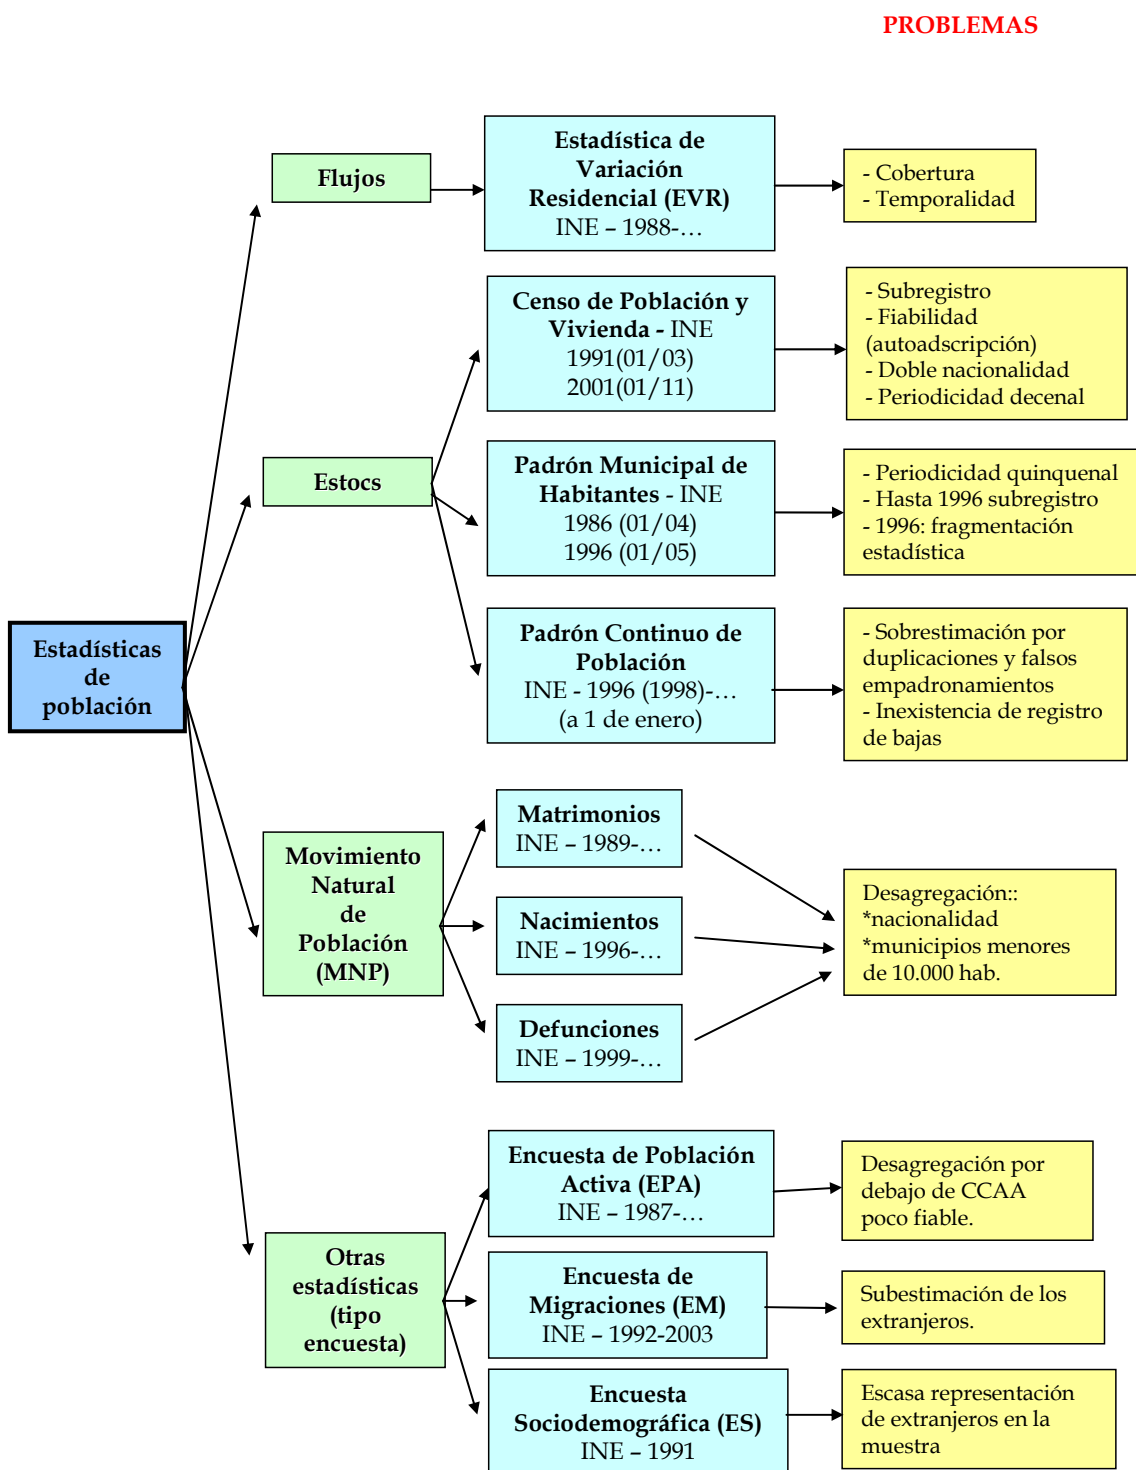 PROBLEMAS
Flujos
Estadística de
Variación
Residencial (EVR)
INE – 1988-…
- Cobertura
- Temporalidad
Censo de Población y
Vivienda - INE
1991(01/03)
2001(01/11)
- Subregistro
- Fiabilidad
(autoadscripción)
- Doble nacionalidad
- Periodicidad decenal
Estocs
Padrón Municipal de
Habitantes - INE
1986 (01/04)
1996 (01/05)
- Periodicidad quinquenal
- Hasta 1996 subregistro
- 1996: fragmentación
estadística
Estadísticas
de
población
Padrón Continuo de
Población
INE - 1996 (1998)-…
(a 1 de enero)
- Sobrestimación por
duplicaciones y falsos
empadronamientos
- Inexistencia de registro
de bajas
Movimiento
Natural
de
Población
(MNP)
Matrimonios
INE – 1989-…
Nacimientos
INE – 1996-…
Defunciones
INE – 1999-…
Desagregación::
*nacionalidad
*municipios menores
de 10.000 hab.
Otras
estadísticas
(tipo
encuesta)
Encuesta de Población
Activa (EPA)
INE – 1987-…
Desagregación por
debajo de CCAA
poco fiable.
Encuesta de
Migraciones (EM)
INE – 1992-2003
Subestimación de los
extranjeros.
Encuesta
Sociodemográfica (ES)
INE – 1991
Escasa representación
de extranjeros en la
muestra